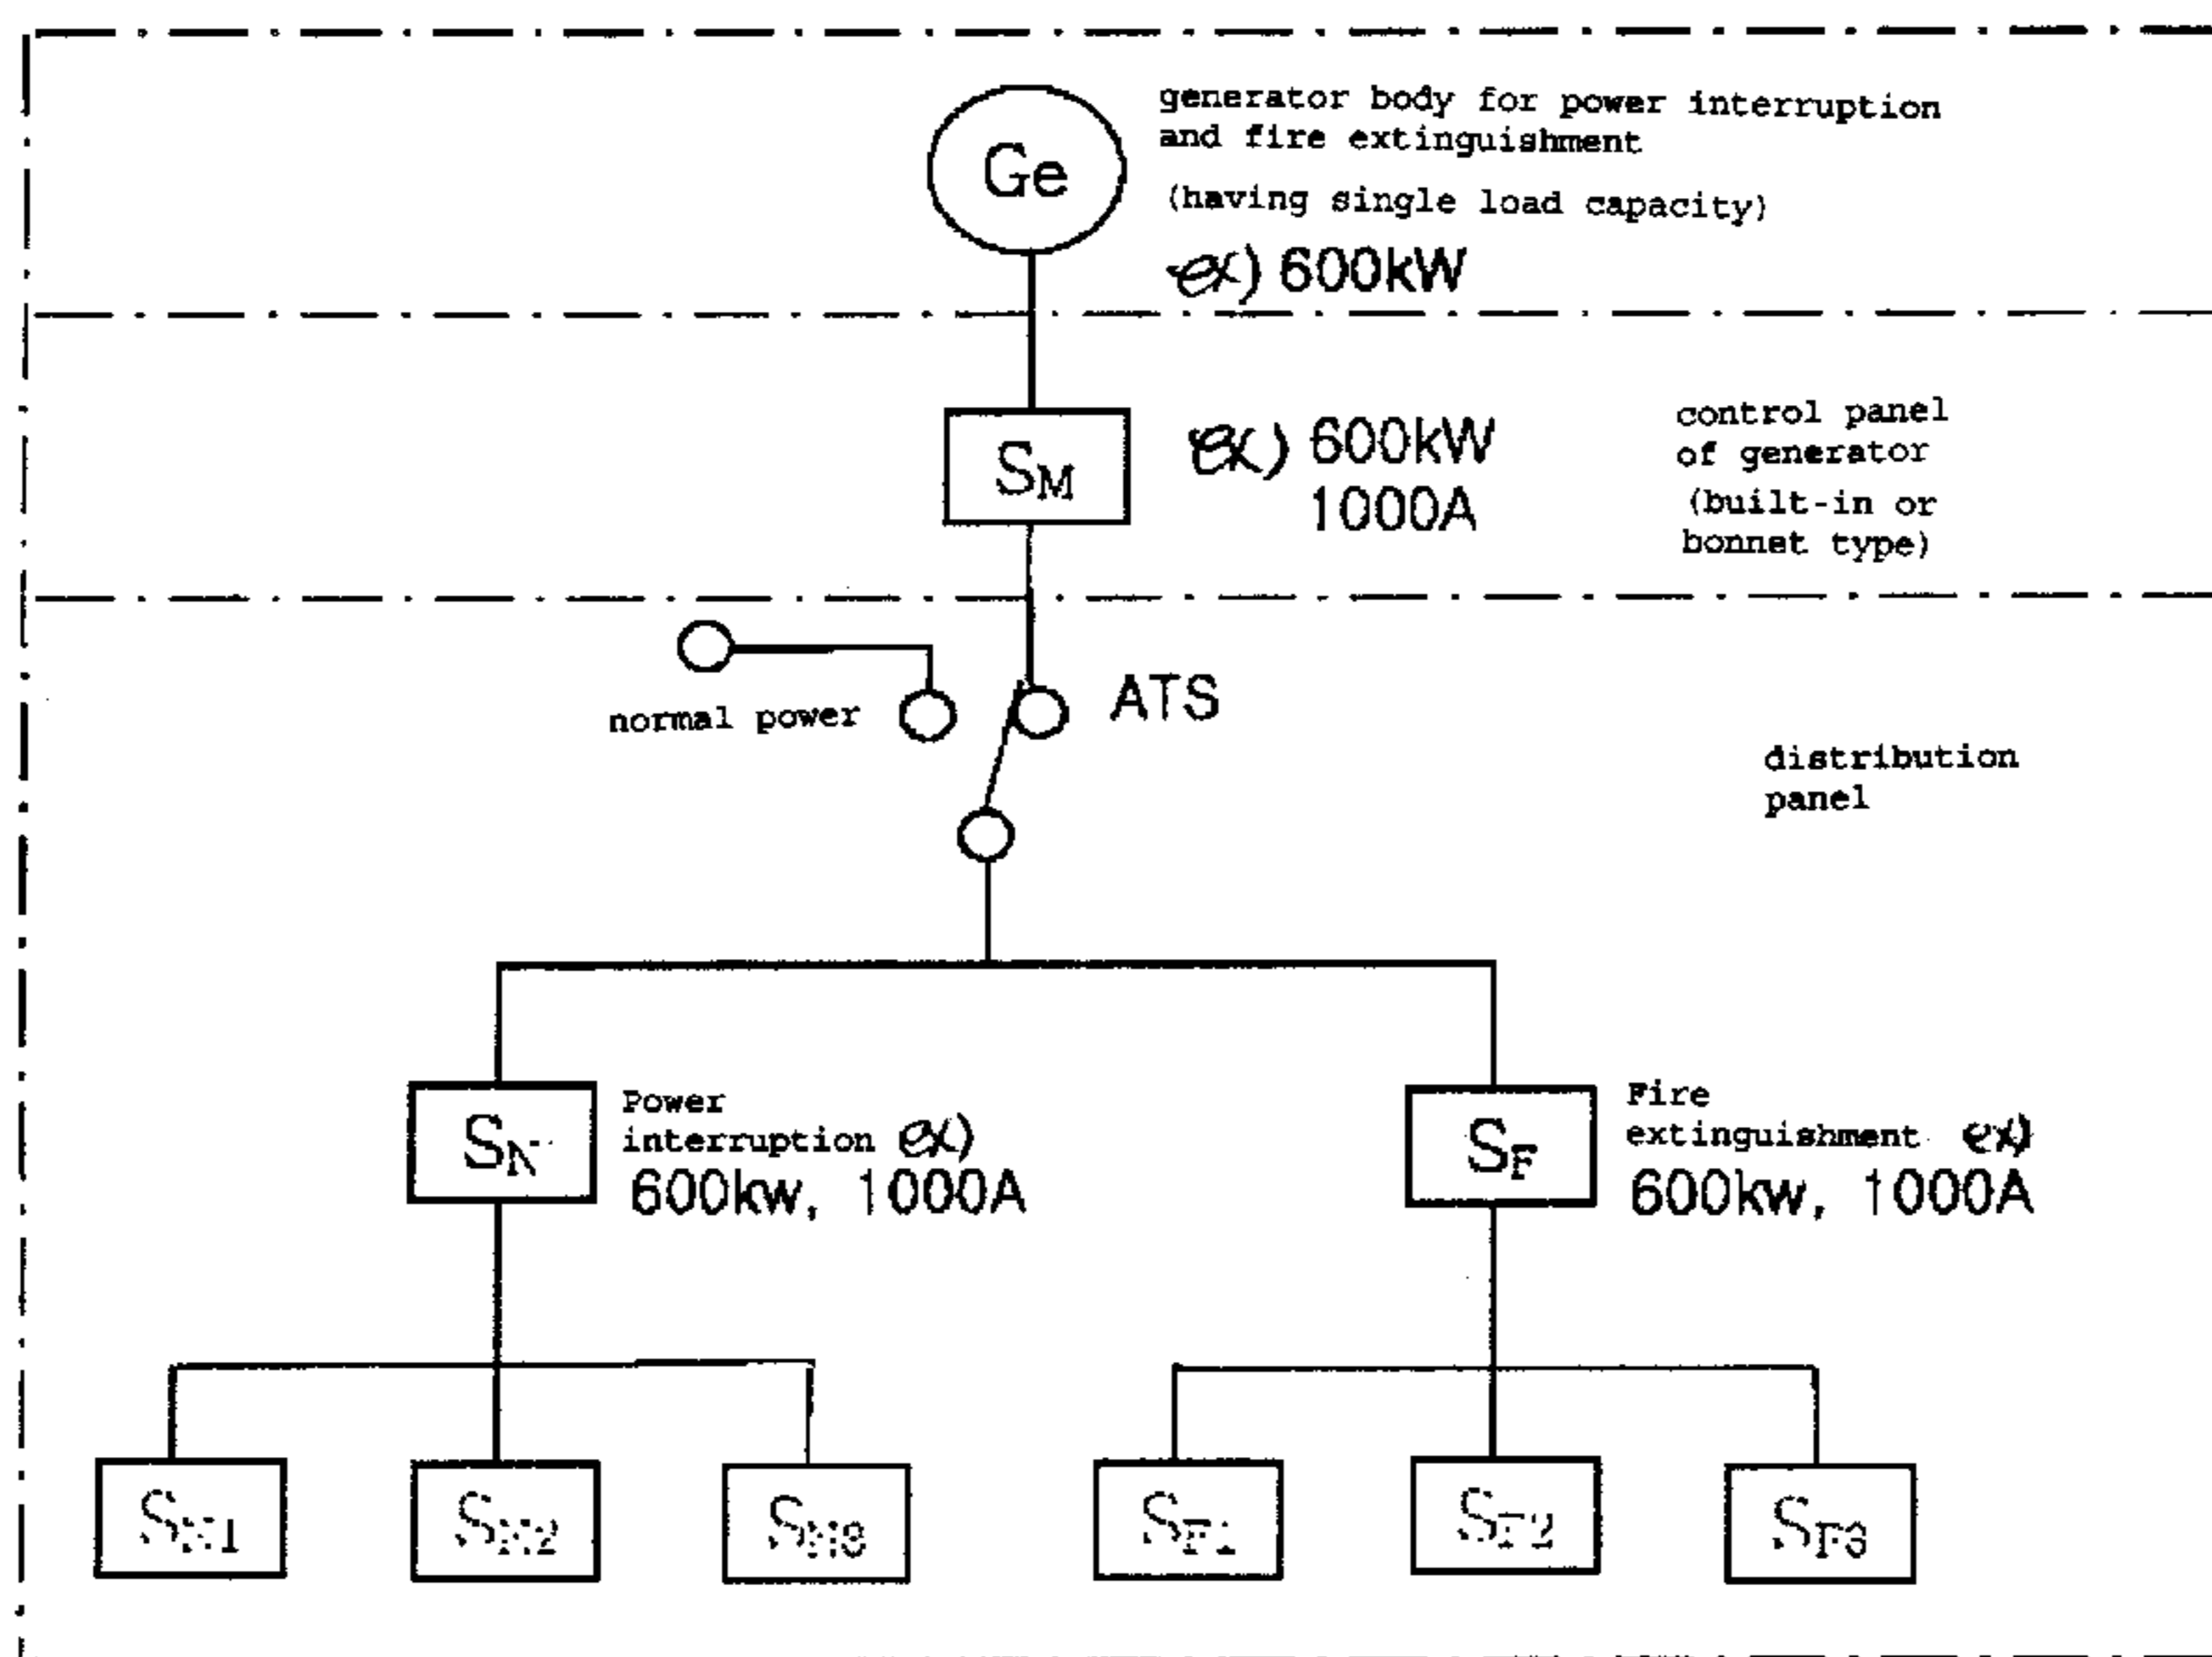 generator body for power interruption
and fire extinguishment
Ge
(having single load capacity)
ex) 600kW
control panel
of generator
(built-in or
bonnet type)
SM
ex) 600kW
1000A
normal power
ATS
distribution
panel
SN
Power
interruption ex)
600kw, 1000A
SF
Fire
extinguishment ex)
600kw, 1000A
SN1
SN2
SN3
SF1
SF2
SF3